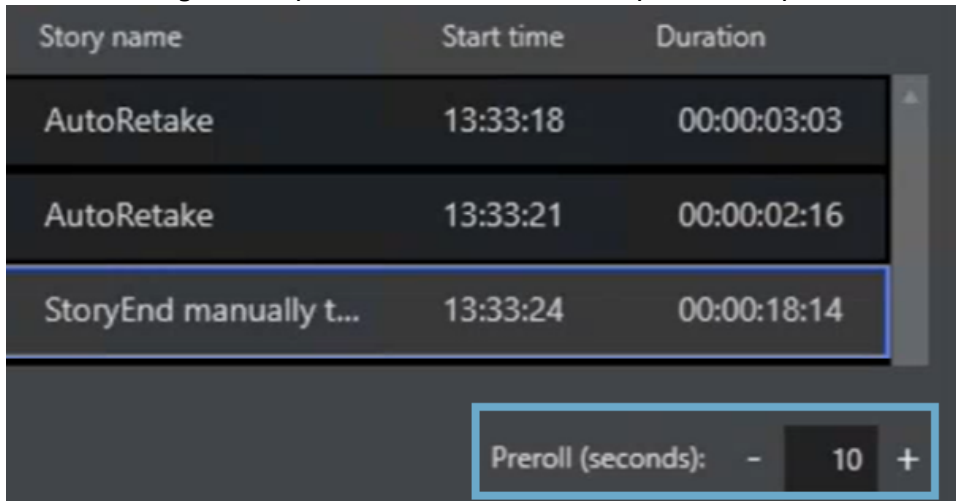 Story name Start time Duration
AutoRetake 13:33:18 00:00:03:03
AutoRetake 13:33:21 00:00:02:16
StoryEnd manually t... 13:33:24 00:00:18:14
Preroll (seconds): - 10 +